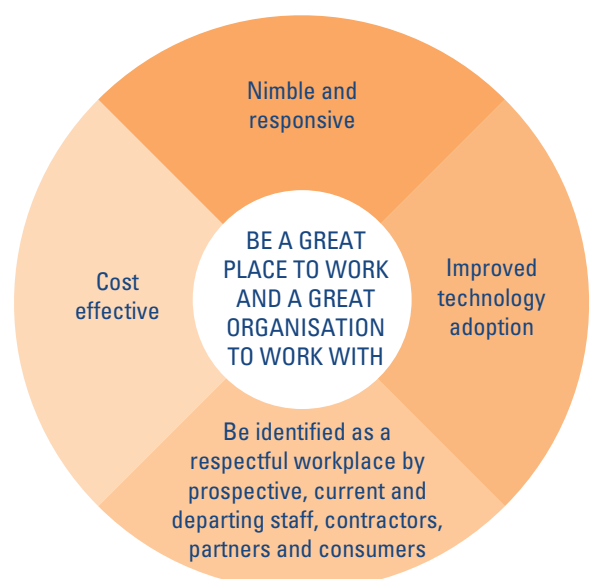 Nimble and
responsive
Cost
effective
BE A GREAT
PLACE TO WORK
AND A GREAT
ORGANISATION
TO WORK WITH
Improved
technology
adoption
Be identified as a
respectful workplace by
prospective, current and
departing staff, contractors,
partners and consumers